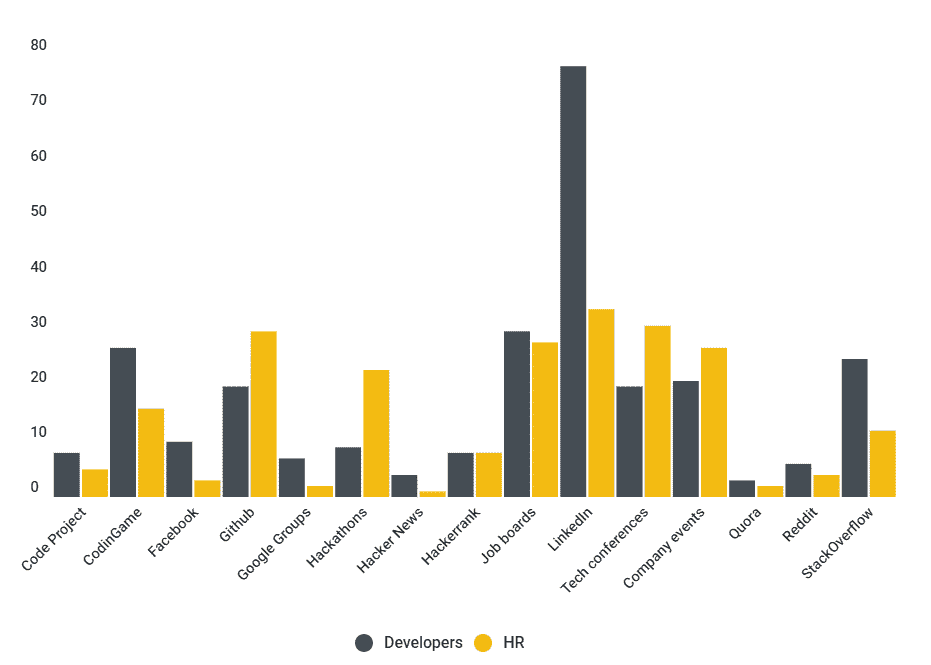 80
70
60
50
40
30
20
10
0
Code Project
CodinGame
Facebook
Github
Google Groups
Hackathons
Hacker News
Hackerrank
Job boards
LinkedIn
Tech conferences
Company events
Quora
Reddit
StackOverflow
Developers HR